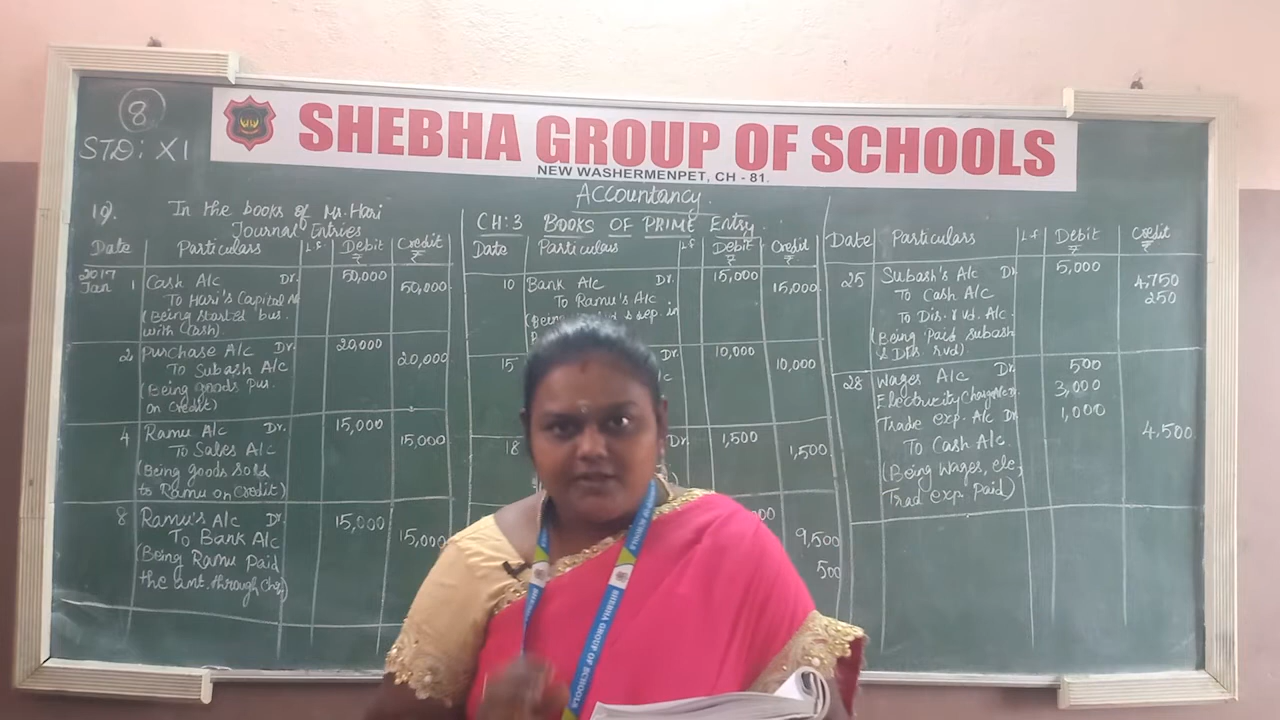 8
STD: XI
SHEBHA GROUP OF SCHOOLS
NEW WASHERMENPET, CH - 81.
Accountancy.
19). In the books of Mr. Hari
Journal Entries
Date Particulars L.f Debit ₹ Credit ₹
2017
Jan 1 Cash A/c Dr. 50,000
To Hari's Capital A/c 50,000
(Being started bus.
with Cash).
2 Purchase A/c Dr. 20,000
To Subash A/c 20,000
(Being goods pur.
on Credit)
4 Ramu A/c Dr. 15,000
To Sales A/c 15,000
(Being goods sold
to Ramu on Credit)
8 Ramu's A/c Dr. 15,000
To Bank A/c 15,000
(Being Ramu paid
the amt. through
CH:3 BOOKS OF PRIME Entry.
Date Particulars L.f Debit ₹ Credit ₹
10 Bank A/c Dr. 15,000
To Ramu's A/c 15,000
(Being dep. in
15 Dr. 10,000
10,000
18 Dr. 1,500
1,500
9,500
500
Date Particulars L.f Debit ₹ Credit ₹
25 Subash's A/c Dr 5,000
To Cash A/c 4,750
To Dis. rvd. A/c. 250
(Being Paid Subash
& Dis. rvd).
28 Wages A/c Dr 500
Electricity Charge A/c Dr. 3,000
Trade exp. A/c Dr 1,000
To Cash A/c. 4,500
(Being Wages, ele,
Trad exp. Paid)
SHEBHA GROUP OF SCHOOLS